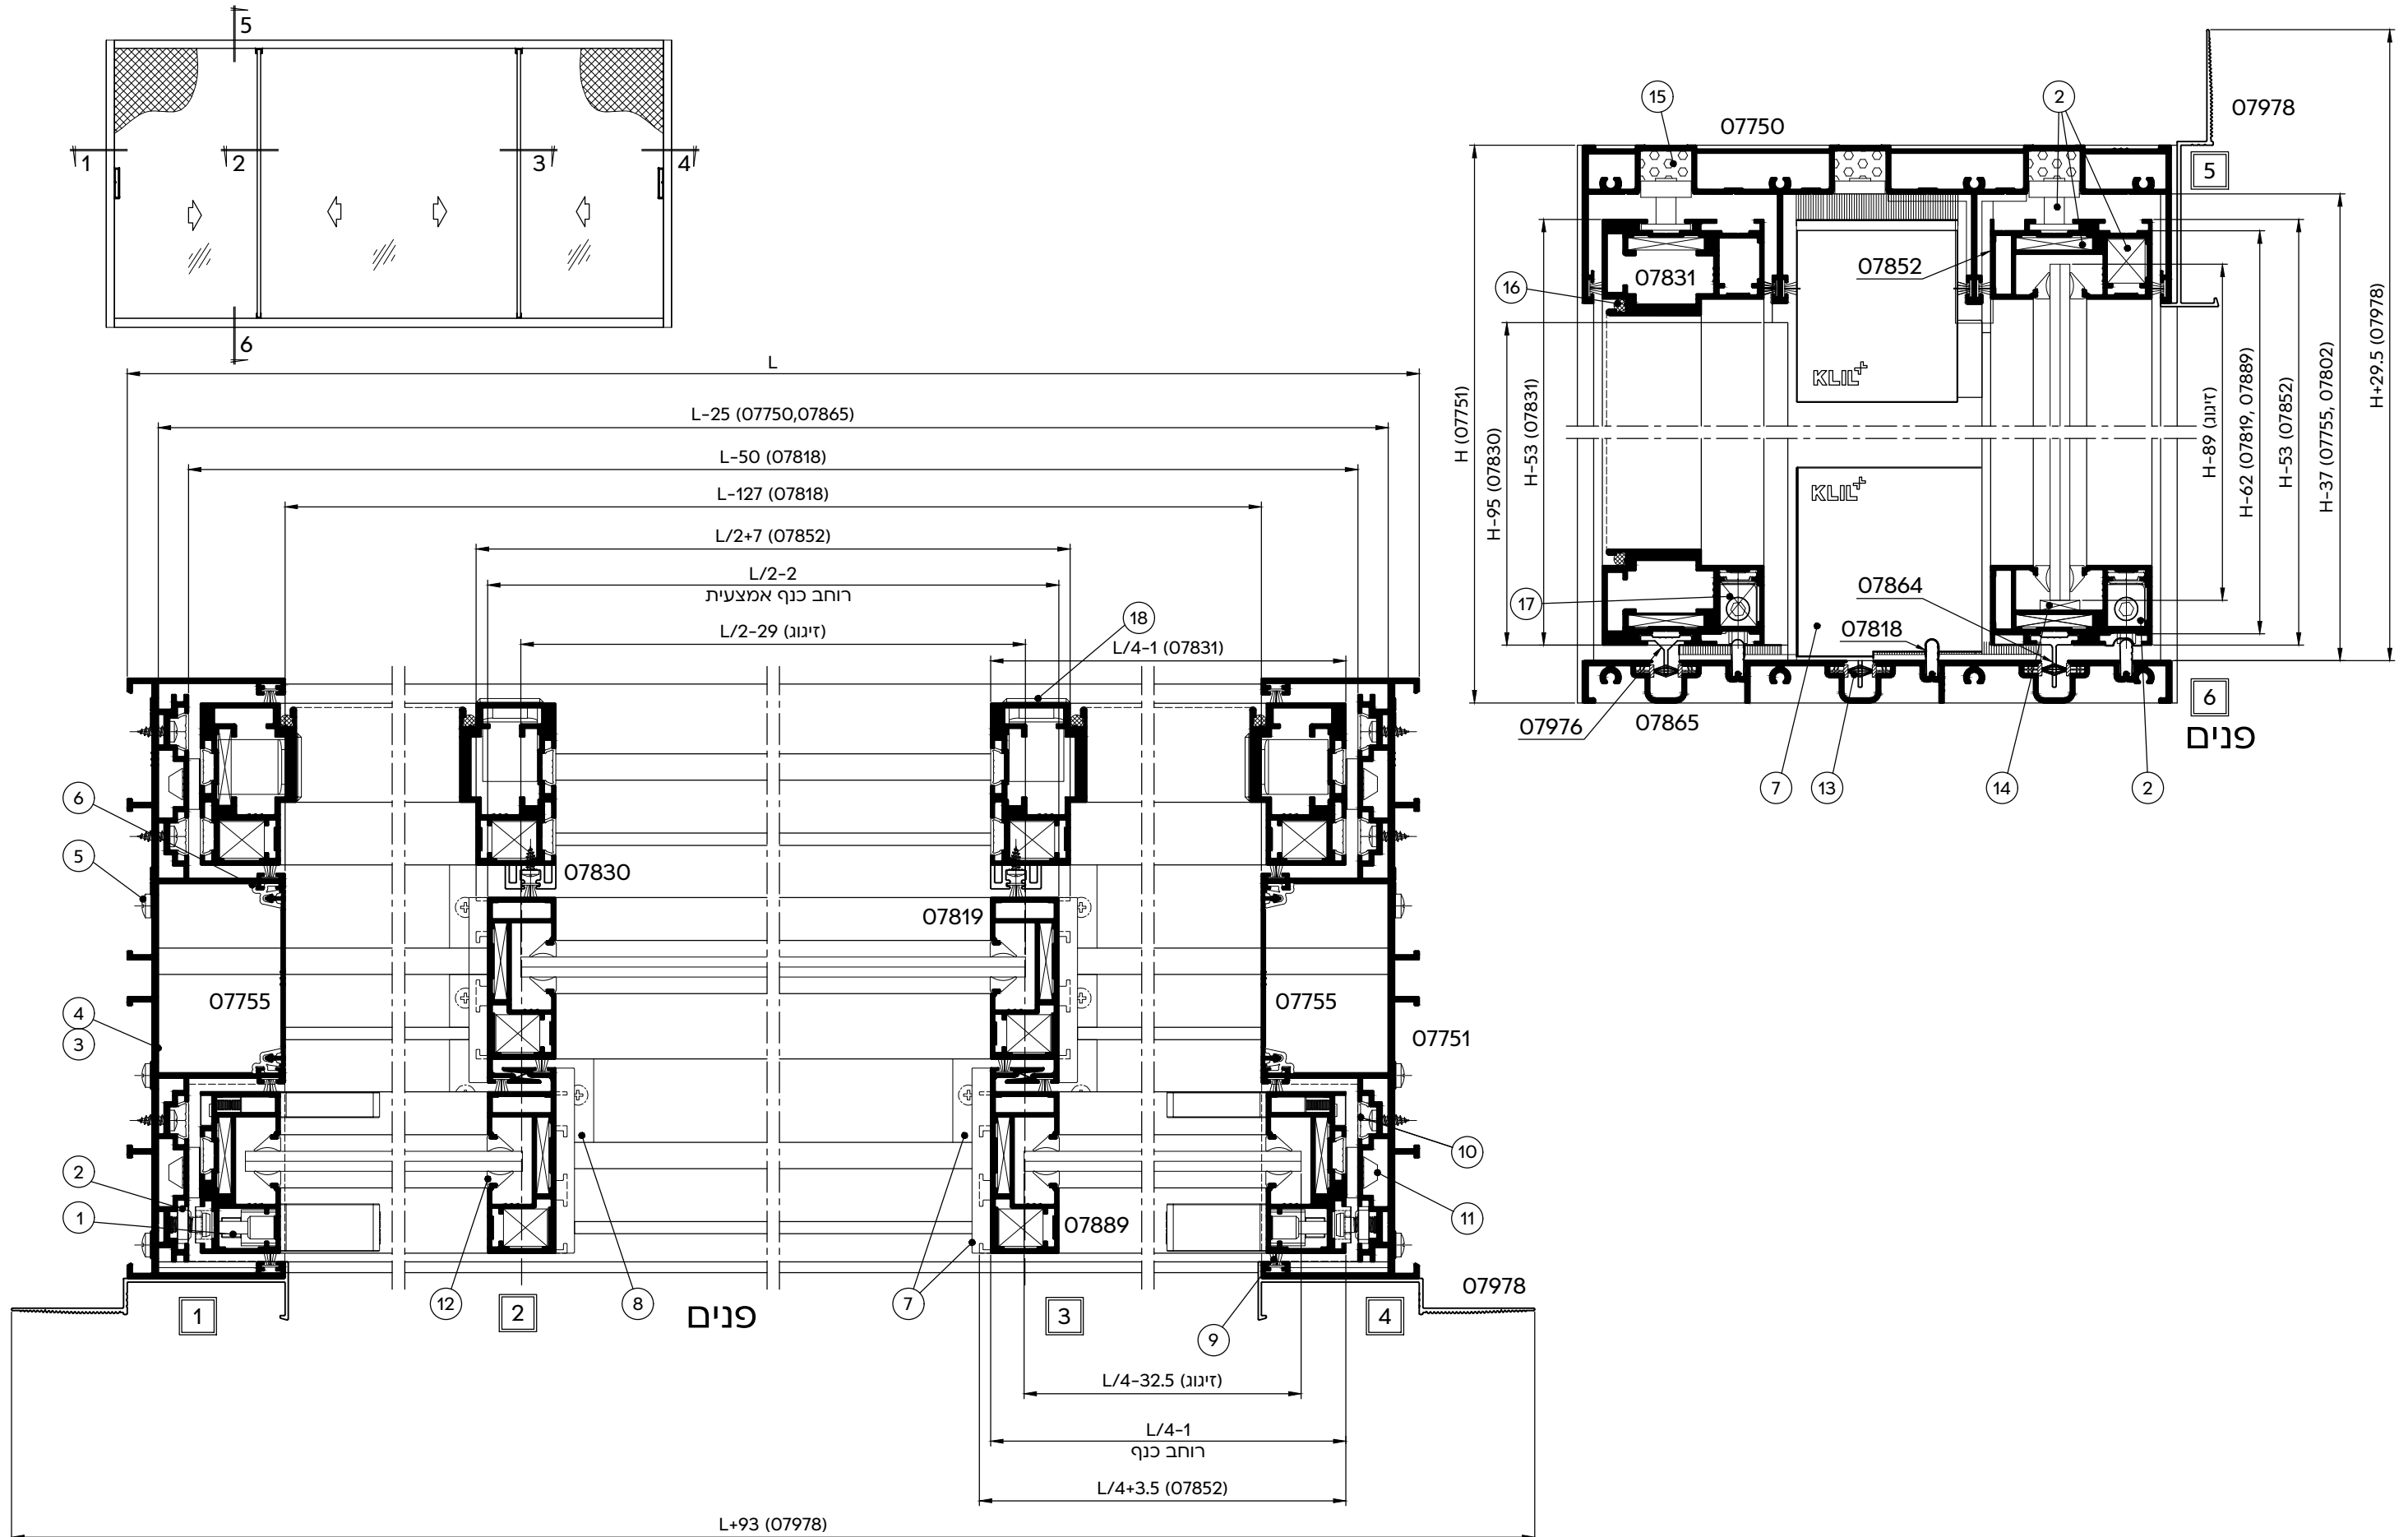 5
1
2
3
4
6
L
L-25 (07750,07865)
L-50 (07818)
L-127 (07818)
L/2+7 (07852)
L/2-2
רוחב כנף אמצעית
L/2-29 (זיגוג)
18
L/4-1 (07831)
6
5
07830
07819
07755
07755
4
3
07751
2
1
10
11
07889
12
8
7
9
07978
1
2
פנים
3
4
L/4-32.5 (זיגוג)
L/4-1
רוחב כנף
L/4+3.5 (07852)
L+93 (07978)
15
2
07750
07978
5
07831
07852
16
KLIL+
KLIL+
H (07751)
H-95 (07830)
H-53 (07831)
H-89 (זיגוג)
H-62 (07819, 07889)
H-53 (07852)
H-37 (07755, 07802)
H+29.5 (07978)
17
07864
07818
07976
07865
6
פנים
7
13
14
2